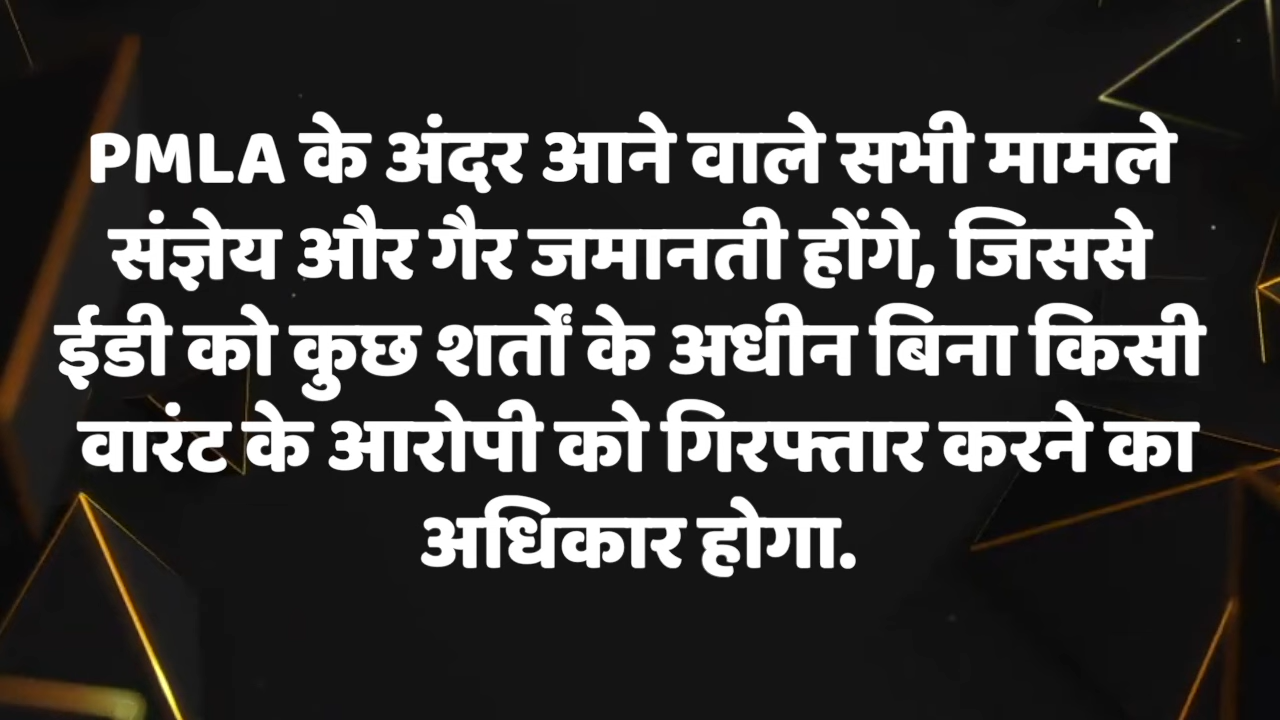 PMLA के अंदर आने वाले सभी मामले
संज्ञेय और गैर जमानती होंगे, जिससे
ईडी को कुछ शर्तों के अधीन बिना किसी
वारंट के आरोपी को गिरफ्तार करने का
अधिकार होगा.